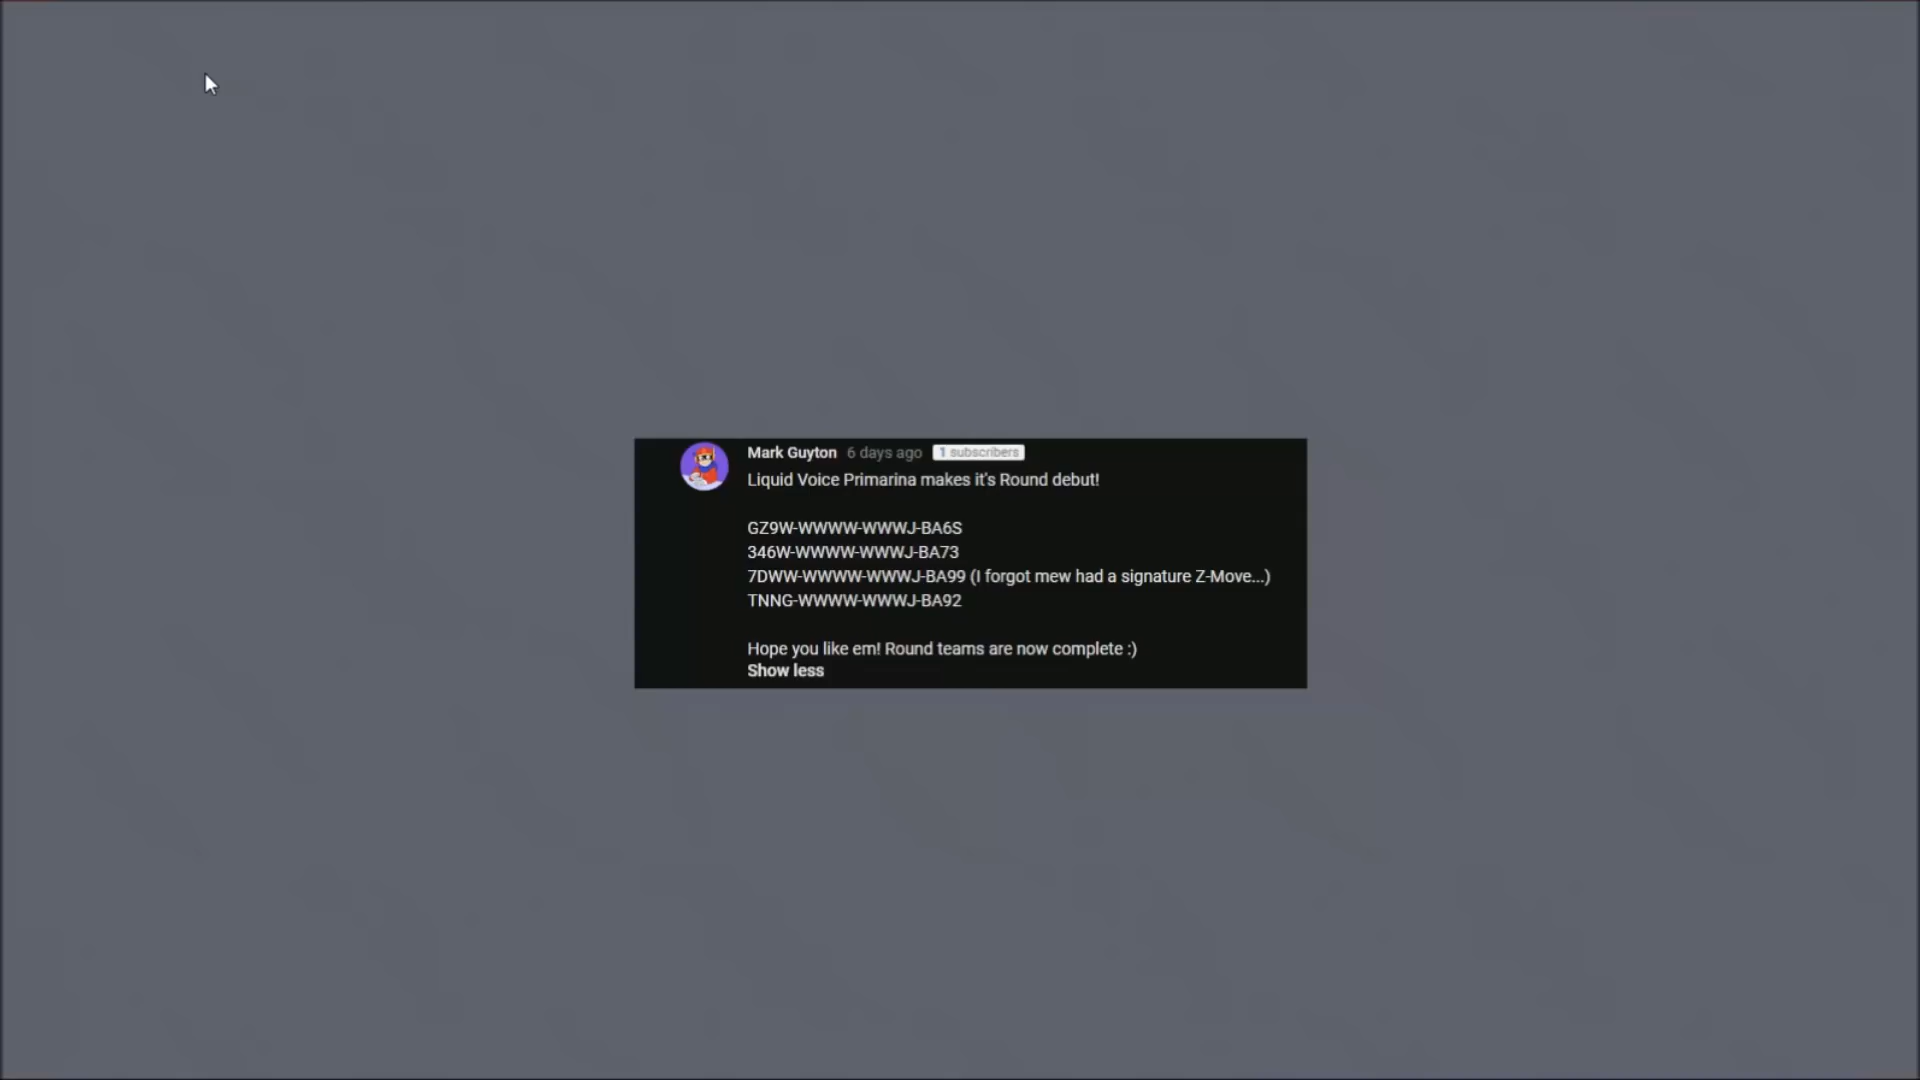 Mark Guyton 6 days ago 1 subscribers
Liquid Voice Primarina makes it's Round debut!
GZ9W-WWWW-WWWJ-BA6S
346W-WWWW-WWWJ-BA73
7DWW-WWWW-WWWJ-BA99 (I forgot mew had a signature Z-Move...)
TNNG-WWWW-WWWJ-BA92
Hope you like em! Round teams are now complete :)
Show less